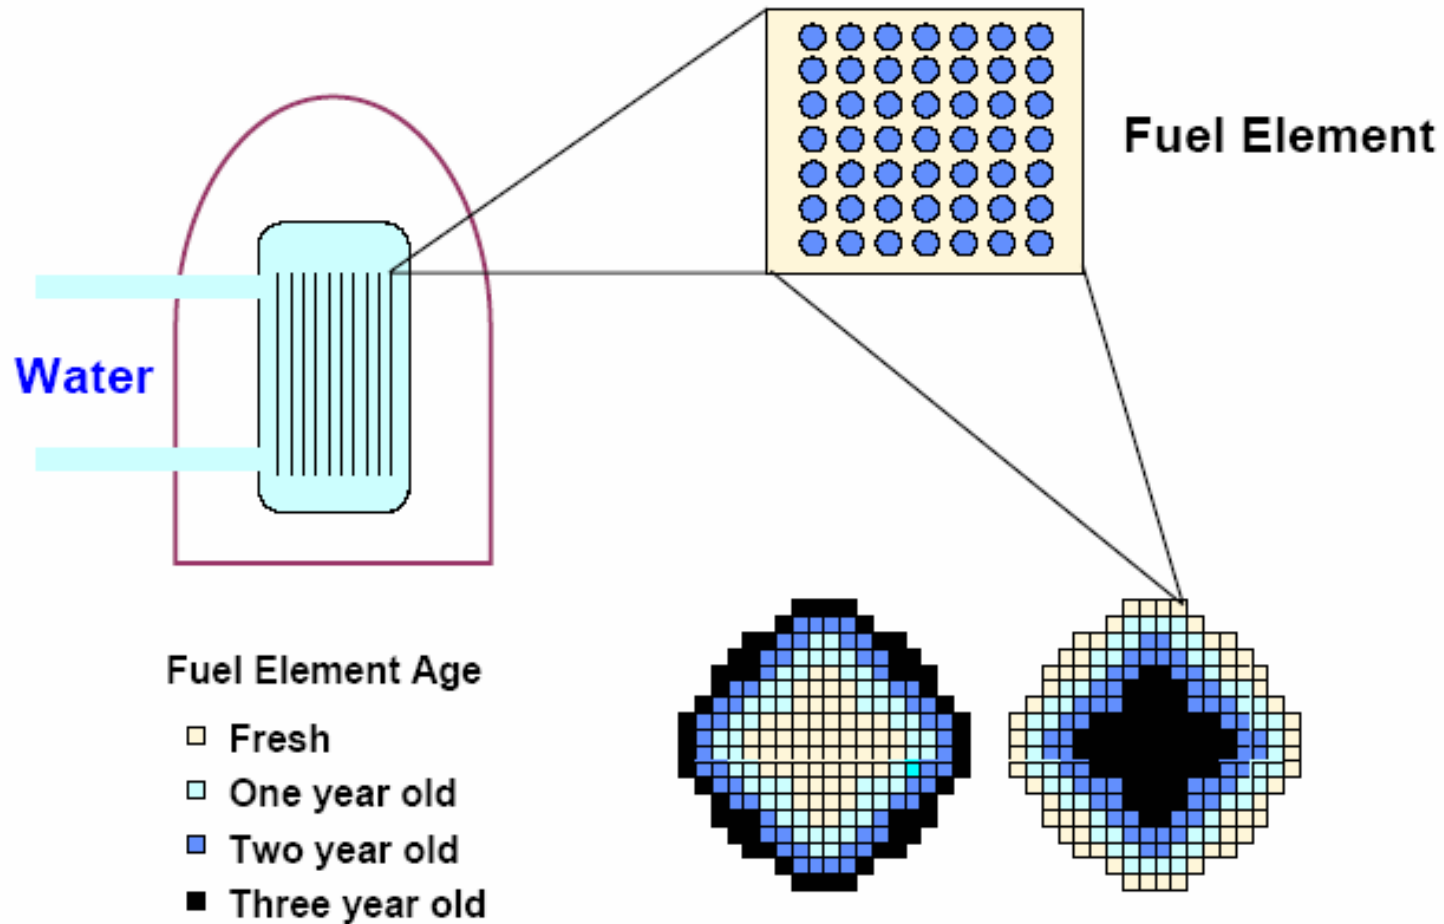 Fuel Element
Water
Fuel Element Age
Fresh
One year old
Two year old
Three year old